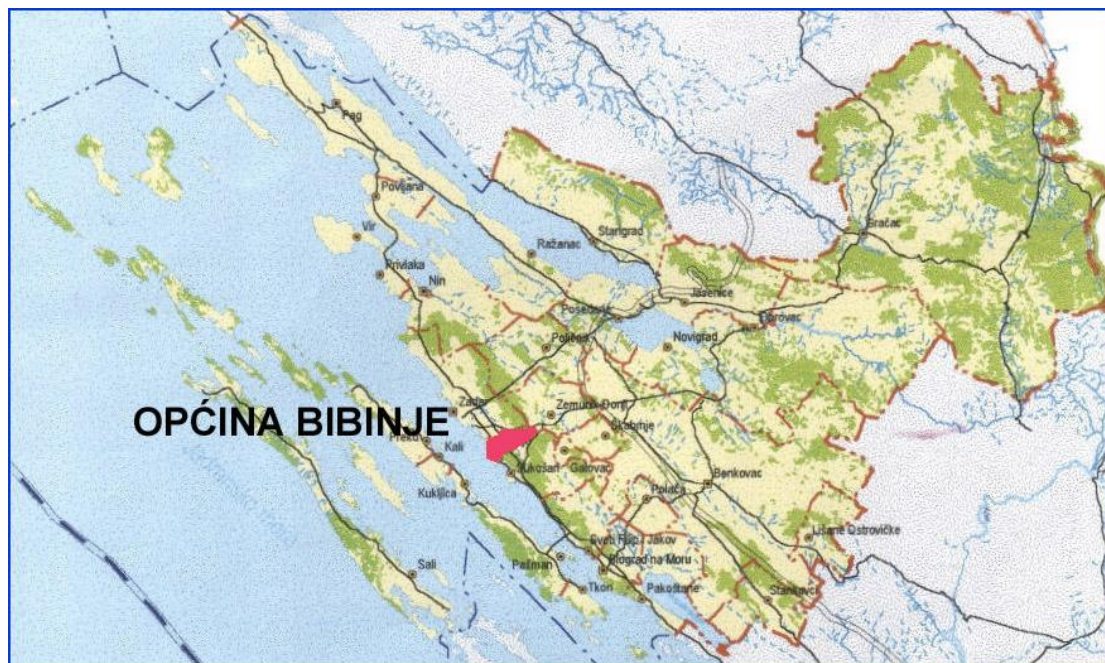 Pag
Povljana
Vir
Starigrad
Gračac
Ražanac
Privlaka
Nin
Jasenice
Posedarje
Obrovac
Poličnik
Novigrad
Zadar
Zemunik Donji
OPĆINA BIBINJE
Škabrnje
Preko
Kali
Galovac
Sukošan
Benkovac
Kukljica
Polača
Lišane Ostrovičke
Sveti Filip i Jakov
Pašman
Biograd na Moru
Sali
Tkon
Pakoštane
Stankovci